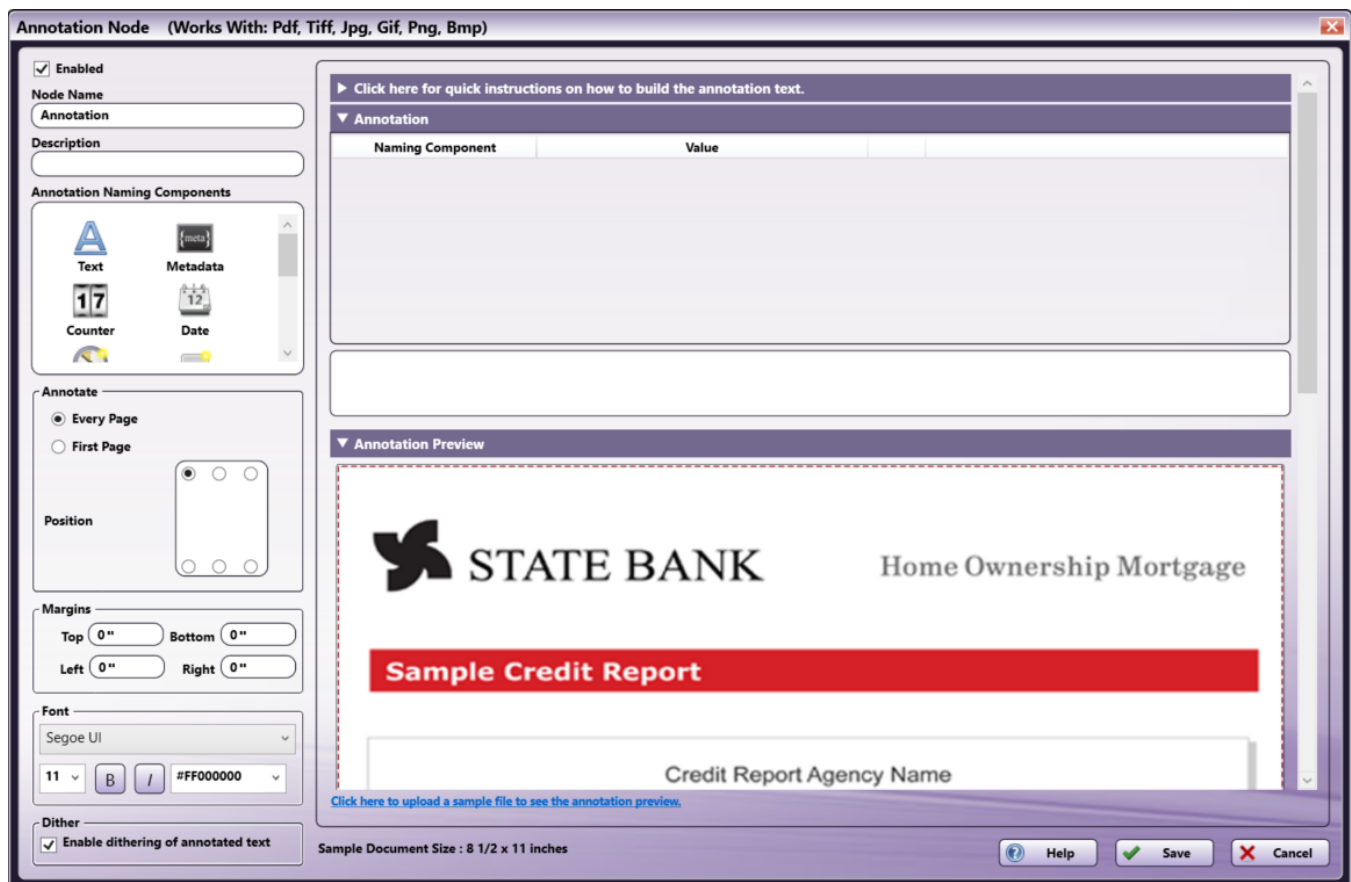 Annotation Node (Works With: Pdf, Tiff, Jpg, Gif, Png, Bmp)
Enabled
Node Name
Annotation
Description
Annotation Naming Components
A
Text
{meta}
Metadata
17
Counter
12
Date
Annotate
Every Page
First Page
Position
Margins
Top 0" Bottom 0"
Left 0" Right 0"
Font
Segoe UI
11 B I #FF000000
Dither
Enable dithering of annotated text
Click here for quick instructions on how to build the annotation text.
Annotation
Naming Component Value
Annotation Preview
STATE BANK Home Ownership Mortgage
Sample Credit Report
Credit Report Agency Name
Click here to upload a sample file to see the annotation preview.
Sample Document Size : 8 1/2 x 11 inches
? Help Save Cancel